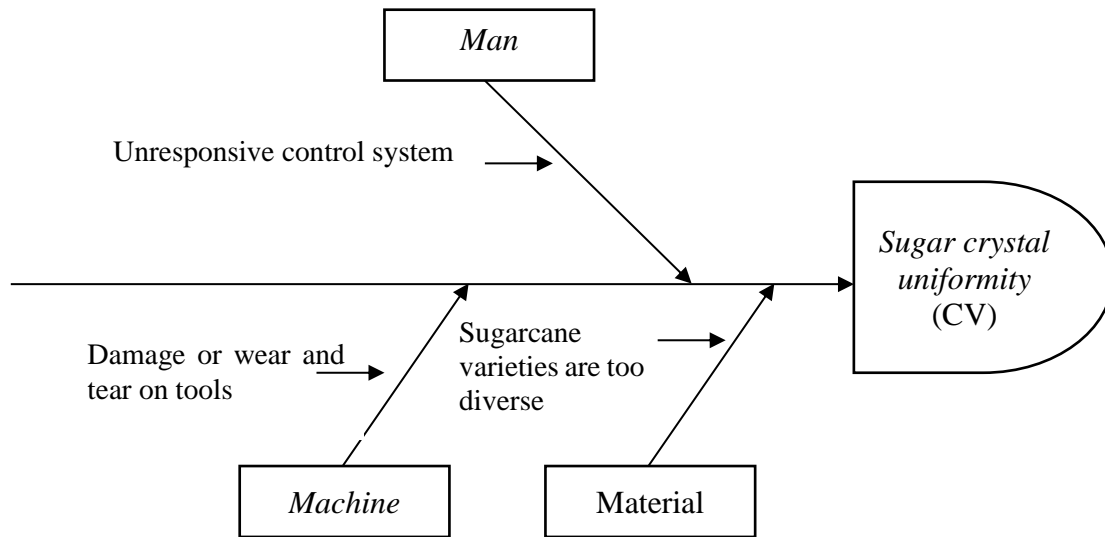 Man
Unresponsive control system
Sugar crystal
uniformity
(CV)
Damage or wear and
tear on tools
Sugarcane
varieties are too
diverse
Machine
Material